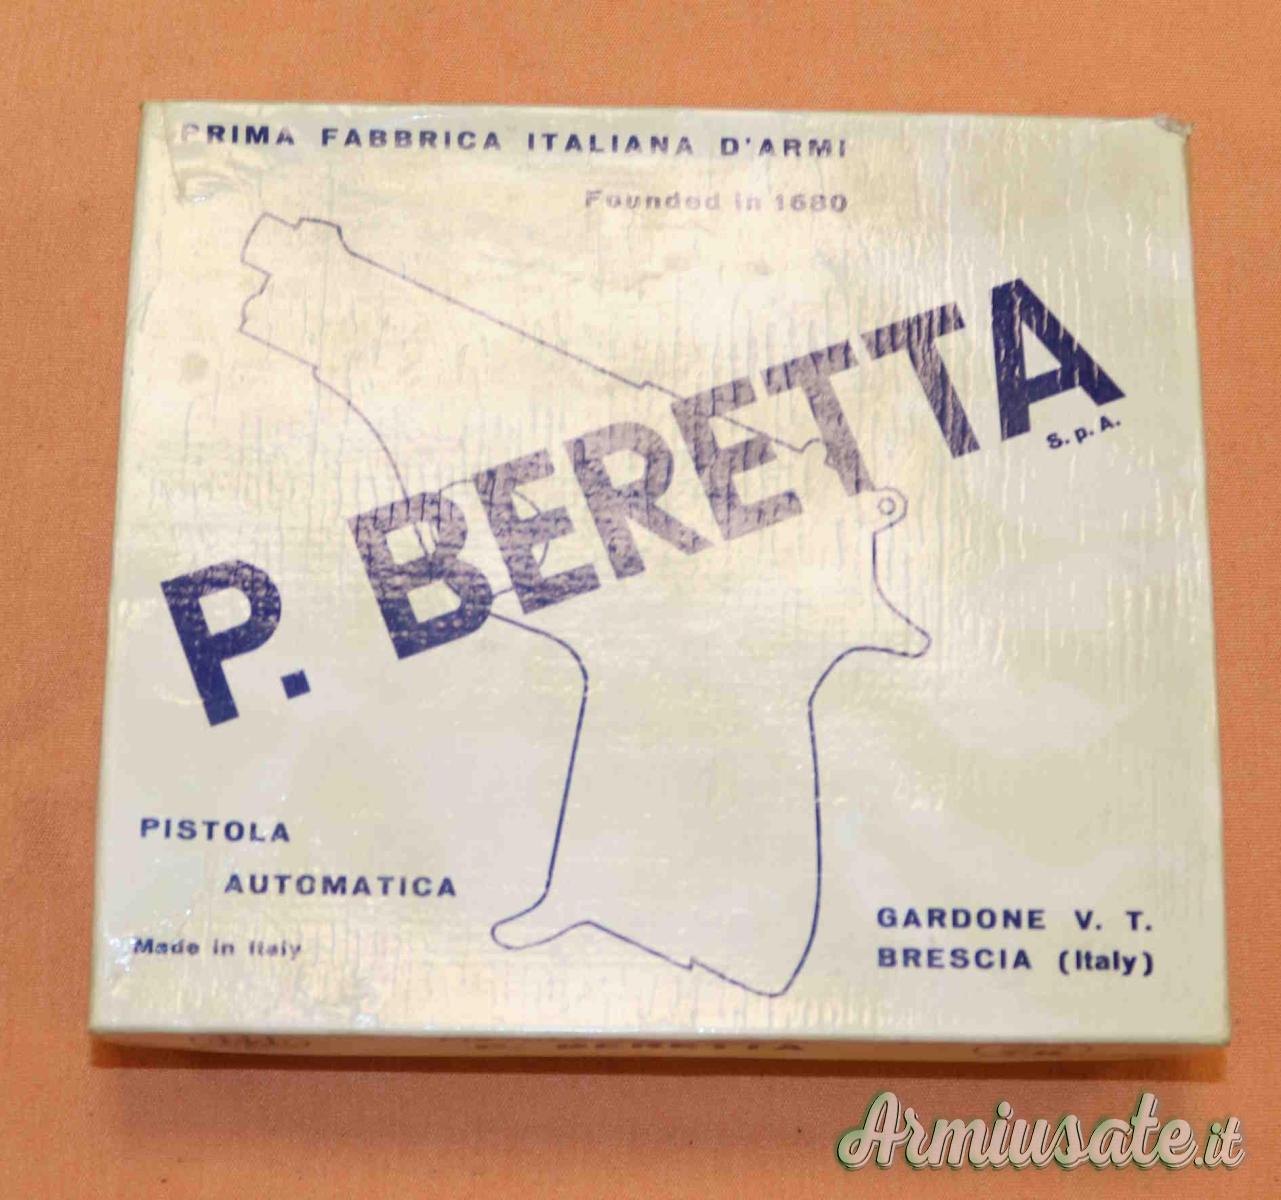 PRIMA FABBRICA ITALIANA D'ARMI
Founded in 1680
P. BERETTA
S.p.A.
PISTOLA
AUTOMATICA
Made in Italy
GARDONE V. T.
BRESCIA (Italy)
BERETTA
Armiusate.it